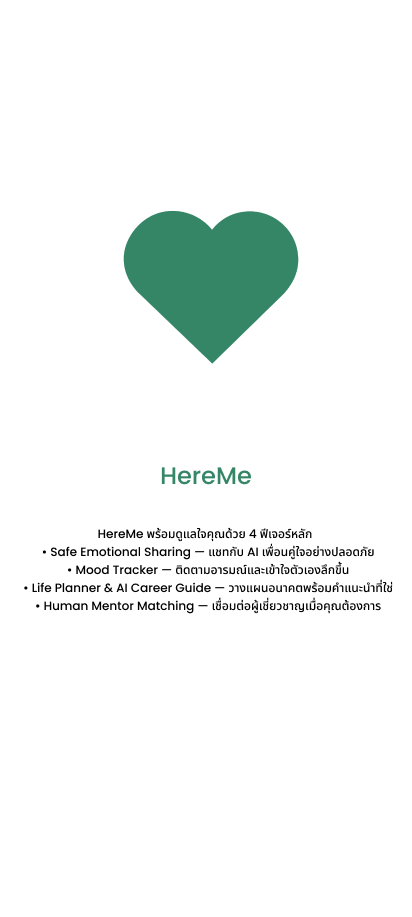 HereMe
HereMe พร้อมดูแลใจคุณด้วย 4 ฟีเจอร์หลัก
• Safe Emotional Sharing — แชทกับ AI เพื่อนคู่ใจอย่างปลอดภัย
• Mood Tracker — ติดตามอารมณ์และเข้าใจตัวเองลึกขึ้น
• Life Planner & AI Career Guide — วางแผนอนาคตพร้อมคำแนะนำที่ใช่
• Human Mentor Matching — เชื่อมต่อผู้เชี่ยวชาญเมื่อคุณต้องการ